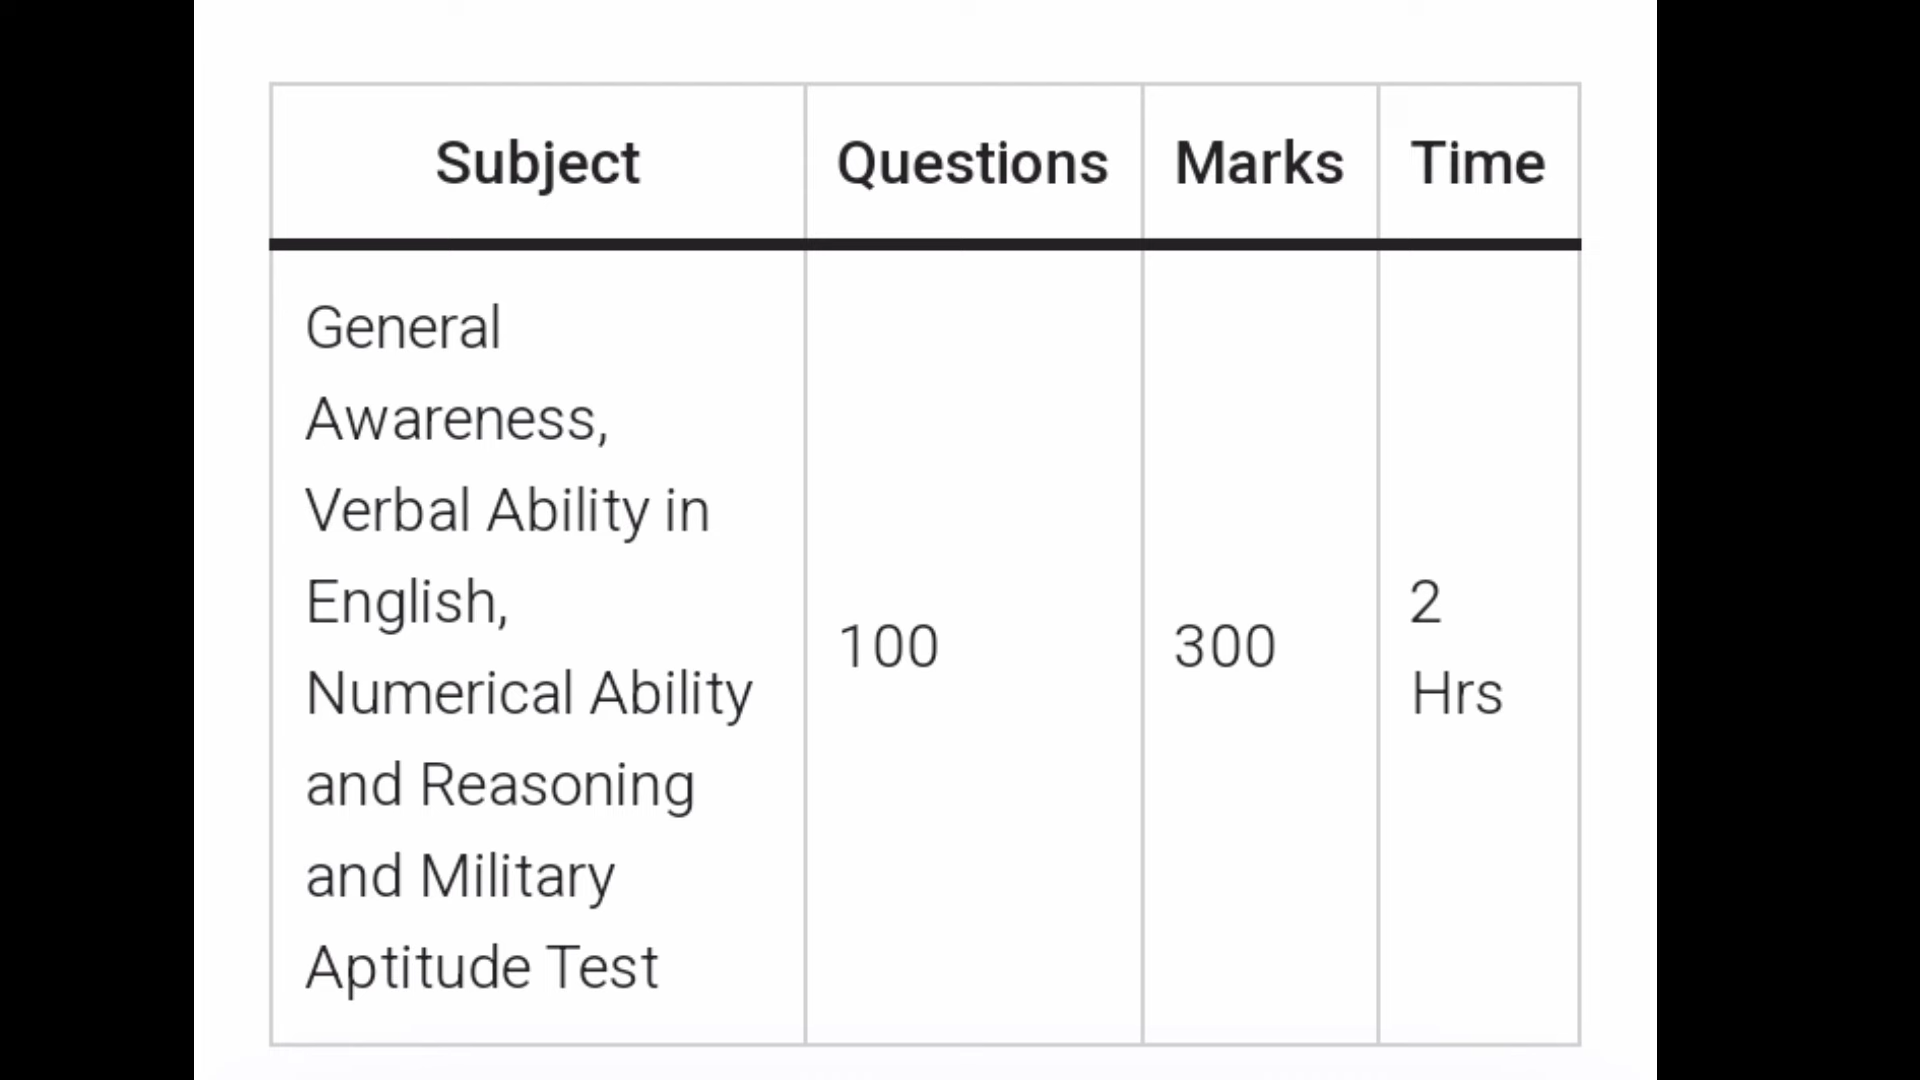 Subject Questions Marks Time
General
Awareness,
Verbal Ability in
English,
Numerical Ability
and Reasoning
and Military
Aptitude Test
100
300
2
Hrs